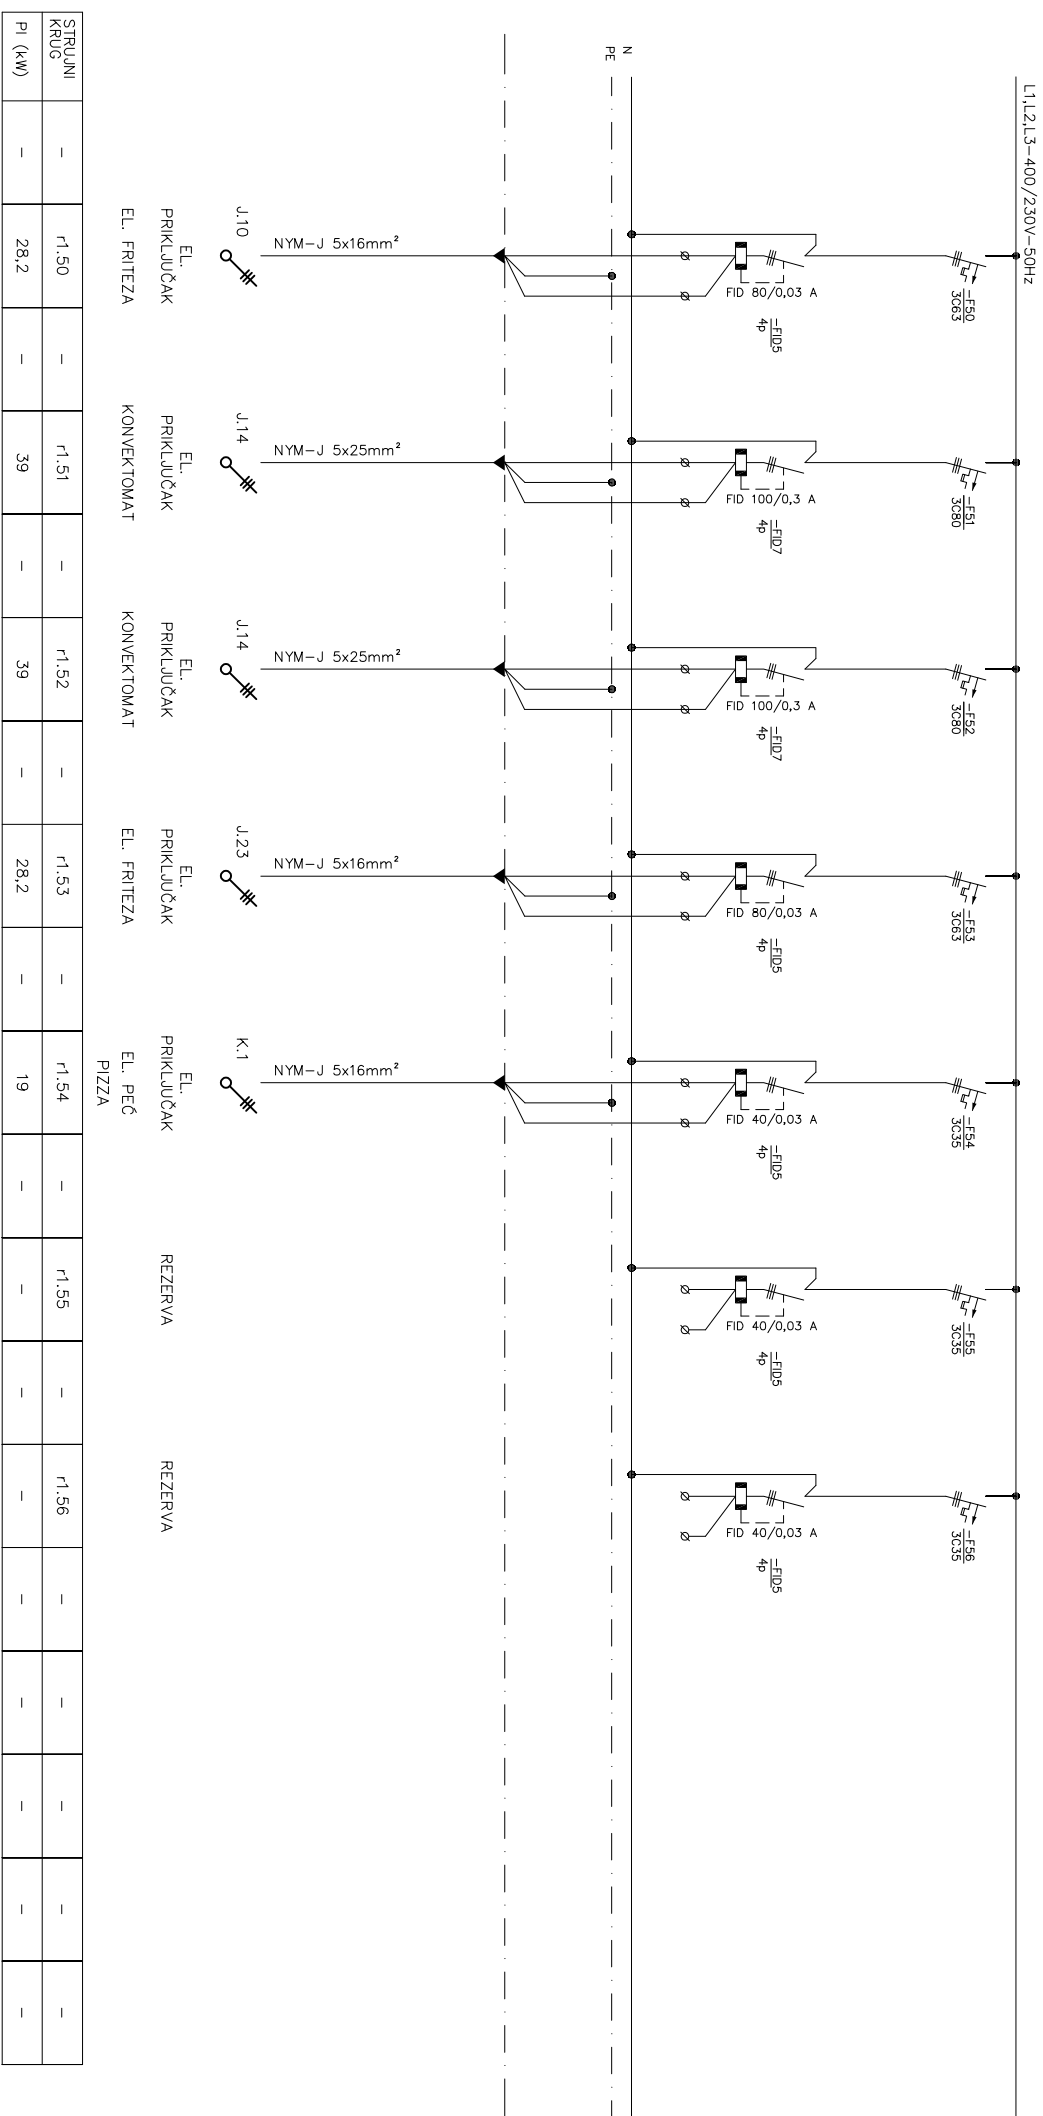 L1,L2,L3-400/230V-50Hz
-F50
3C63
-F51
3C80
-F52
3C80
-F53
3C63
-F54
3C35
-F55
3C35
-F56
3C35
FID 80/0,03 A
-FID5
4p
FID 100/0,3 A
-FID7
4p
FID 100/0,3 A
-FID7
4p
FID 80/0,03 A
-FID5
4p
FID 40/0,03 A
-FID5
4p
FID 40/0,03 A
-FID5
4p
FID 40/0,03 A
-FID5
4p
N
PE
NYM-J 5x16mm²
NYM-J 5x25mm²
NYM-J 5x25mm²
NYM-J 5x16mm²
NYM-J 5x16mm²
J.10
J.14
J.14
J.23
K.1
EL.
PRIKLJUČAK
EL. FRITEZA
EL.
PRIKLJUČAK
KONVEKTOMAT
EL.
PRIKLJUČAK
KONVEKTOMAT
EL.
PRIKLJUČAK
EL. FRITEZA
EL.
PRIKLJUČAK
EL. PEĆ
PIZZA
REZERVA
REZERVA
STRUJNI
KRUG
- r1.50 - r1.51 - r1.52 - r1.53 - r1.54 - r1.55 - r1.56 - - - - -
PI (kW) - 28,2 - 39 - 39 - 28,2 - 19 - - - - - - - - -